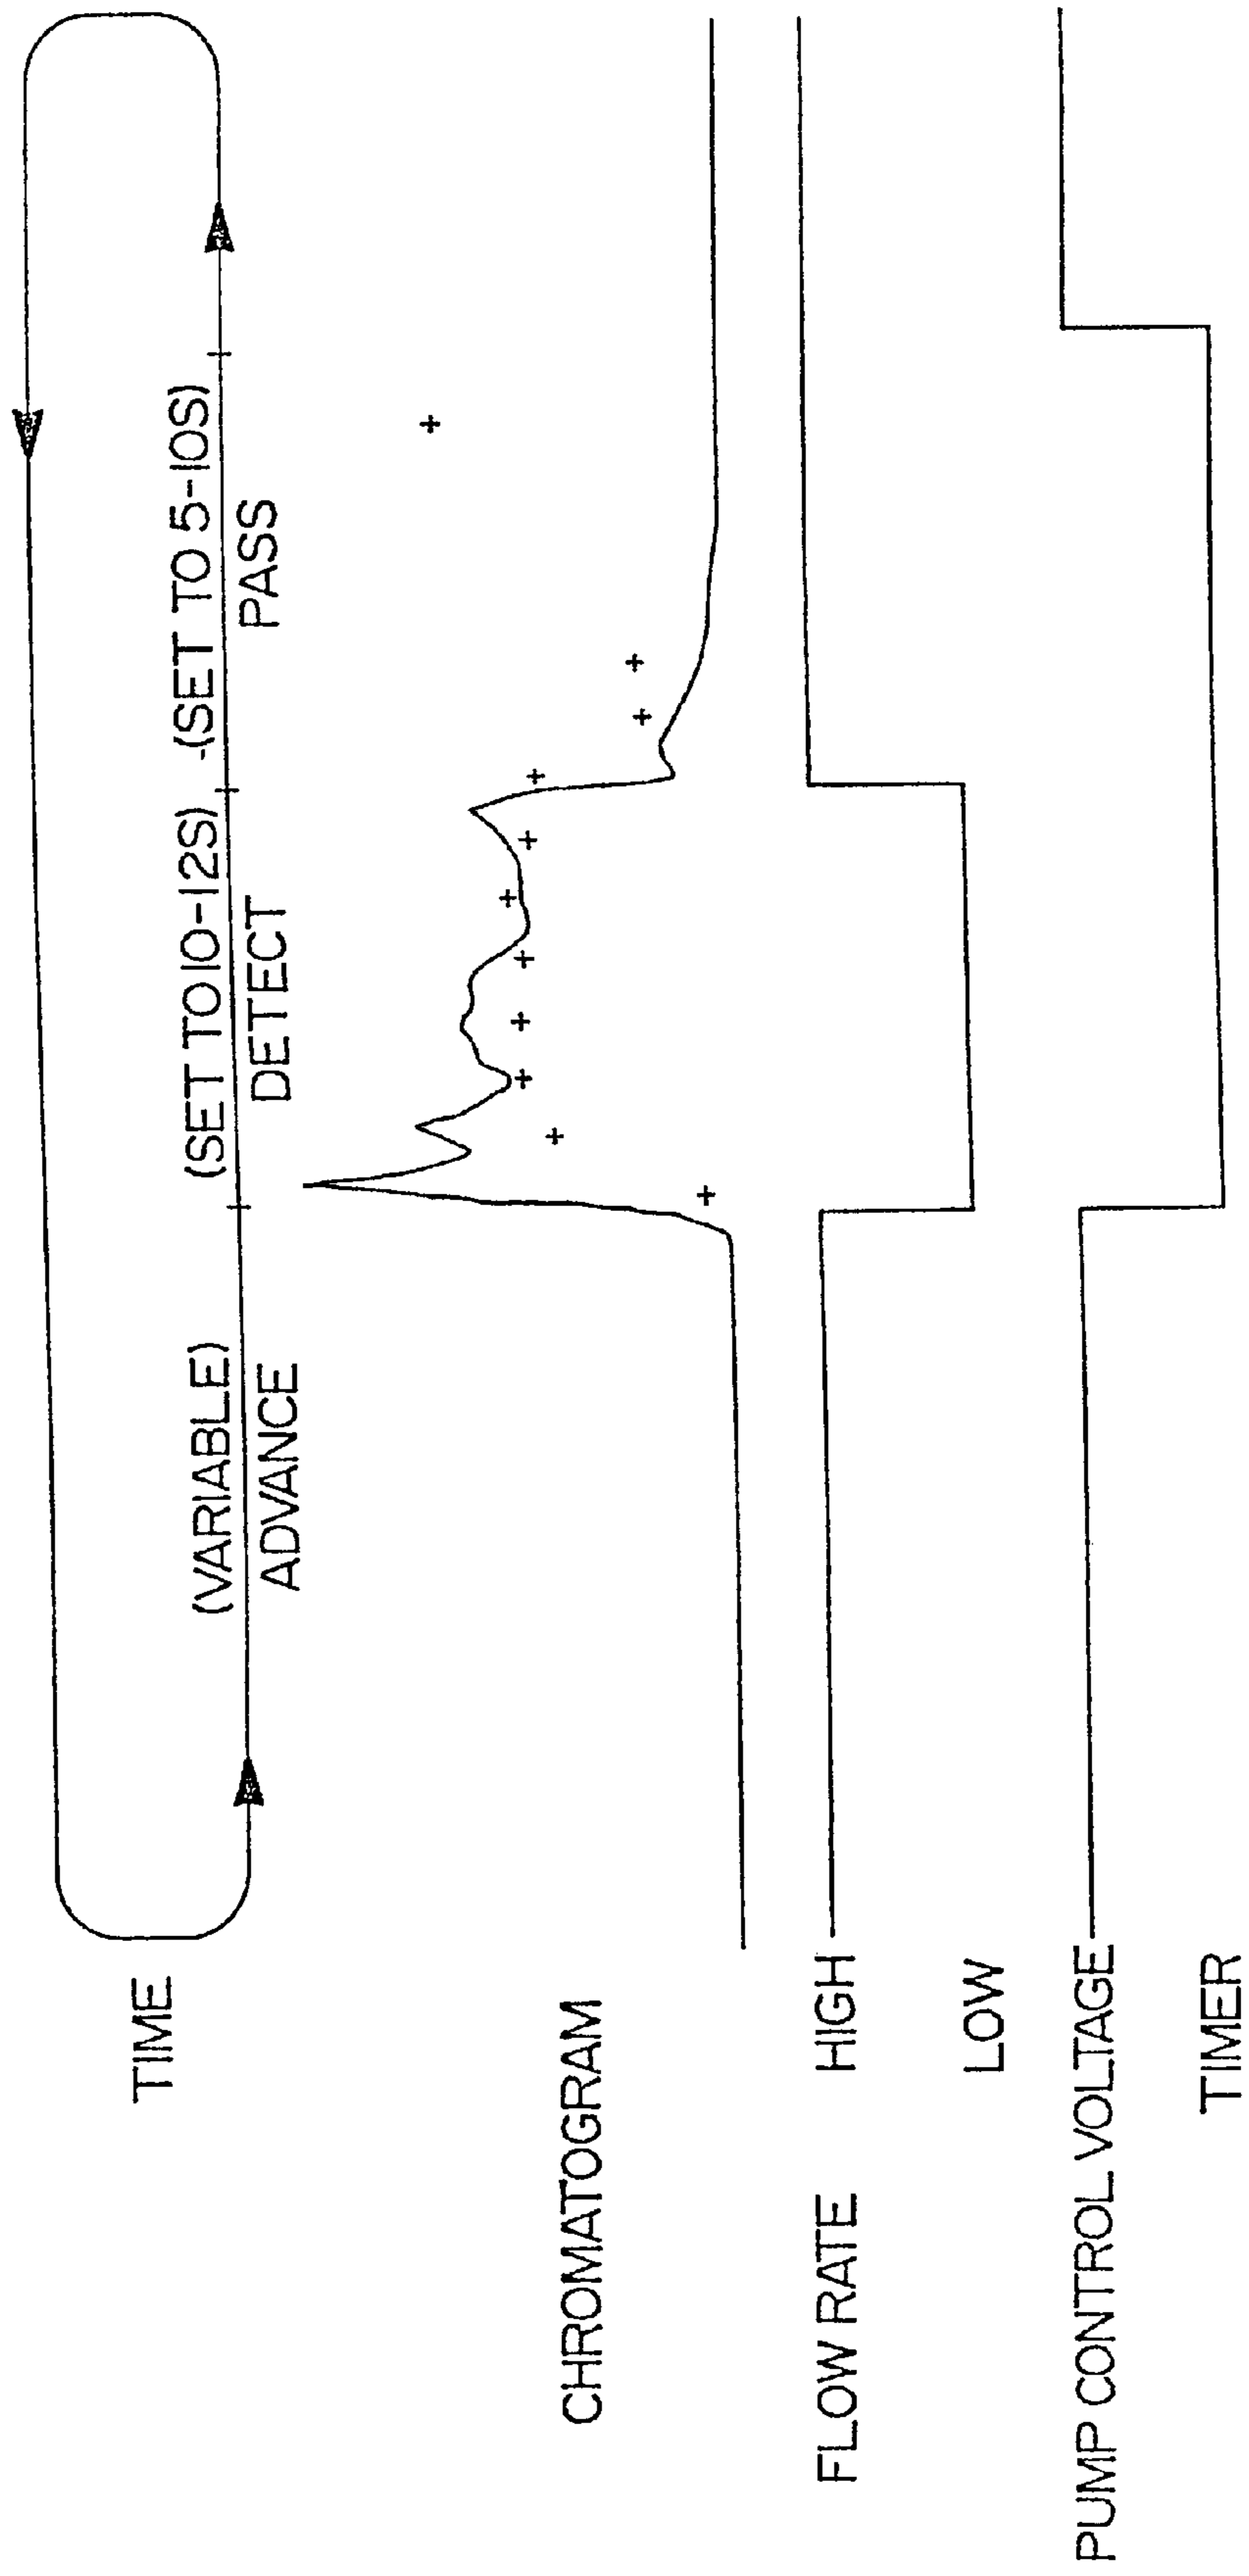 TIME
(VARIABLE) (SET TO 10-12S) (SET TO 5-10S)
ADVANCE DETECT PASS
CHROMATOGRAM
FLOW RATE HIGH
LOW
PUMP CONTROL VOLTAGE
TIMER